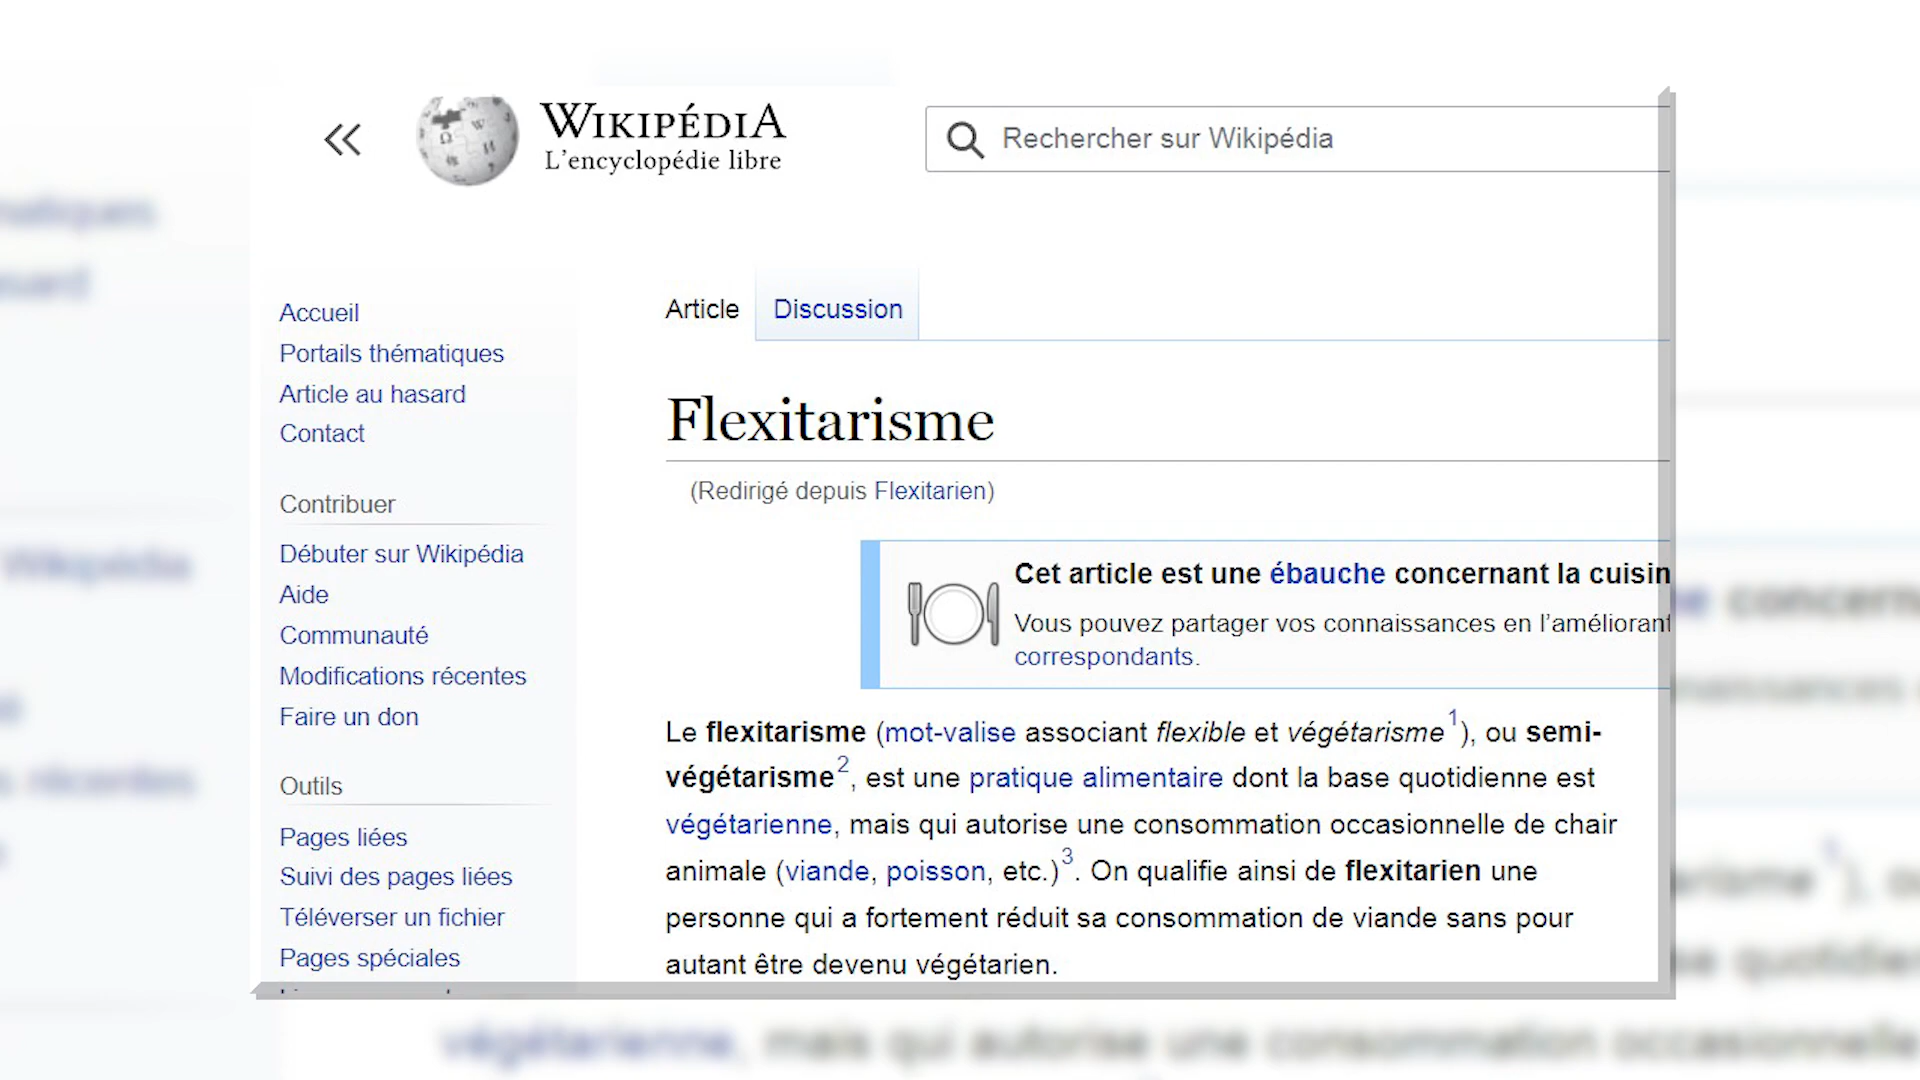 WIKIPÉDIA
L'encyclopédie libre
Rechercher sur Wikipédia
Accueil
Portails thématiques
Article au hasard
Contact
Contribuer
Débuter sur Wikipédia
Aide
Communauté
Modifications récentes
Faire un don
Outils
Pages liées
Suivi des pages liées
Téléverser un fichier
Pages spéciales
Article Discussion
Flexitarisme
(Redirigé depuis Flexitarien)
Cet article est une ébauche concernant la cuisin
Vous pouvez partager vos connaissances en l'améliorant
correspondants.
Le flexitarisme (mot-valise associant flexible et végétarisme1), ou semi-
végétarisme2, est une pratique alimentaire dont la base quotidienne est
végétarienne, mais qui autorise une consommation occasionnelle de chair
animale (viande, poisson, etc.)3. On qualifie ainsi de flexitarien une
personne qui a fortement réduit sa consommation de viande sans pour
autant être devenu végétarien.